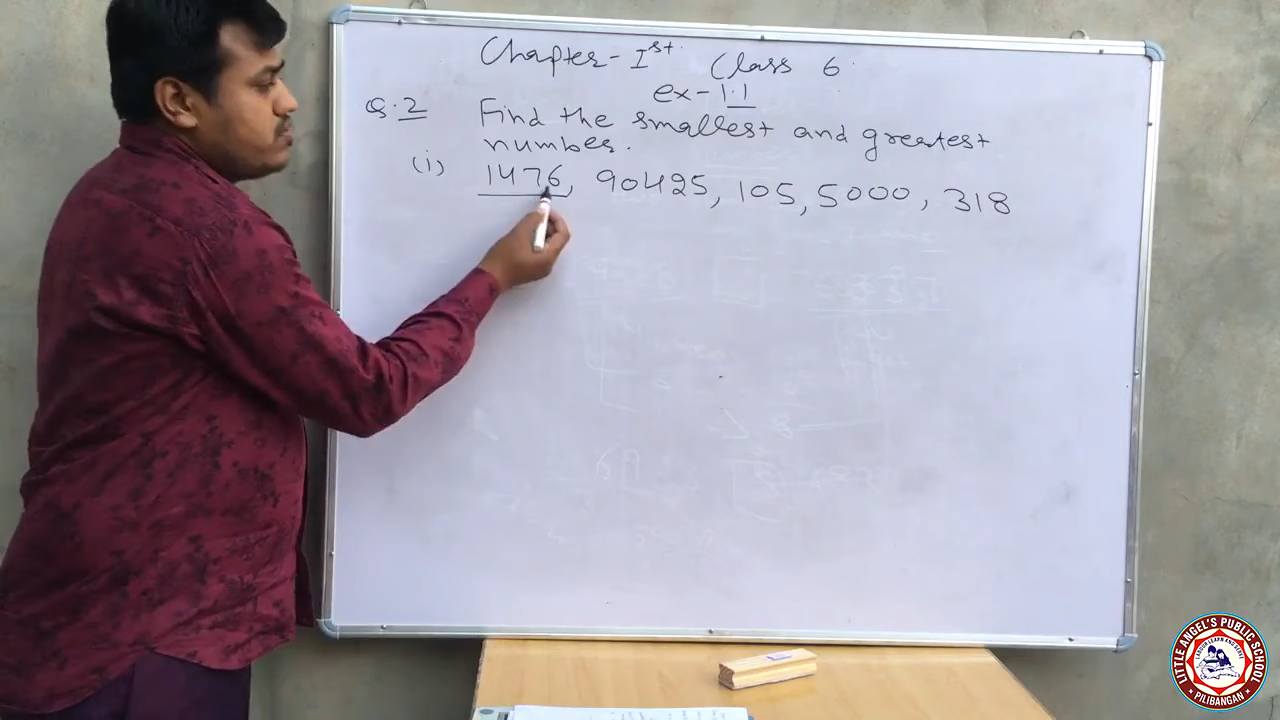 Chapter-Ist. Class 6
ex-1.1
Q.2 Find the smallest and greatest
number.
(i) 1476, 90425, 105, 5000, 318
LITTLE ANGEL'S PUBLIC SCHOOL
• PILIBANGAN •